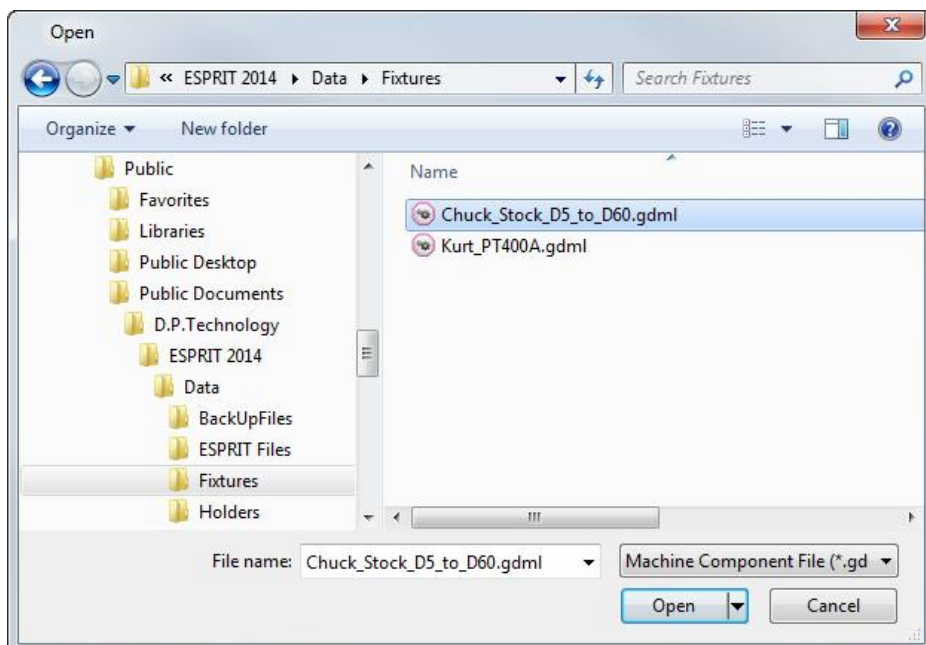 Open
« ESPRIT 2014 ▸ Data ▸ Fixtures
Search Fixtures
Organize
New folder
Public
Favorites
Libraries
Public Desktop
Public Documents
D.P.Technology
ESPRIT 2014
Data
BackUpFiles
ESPRIT Files
Fixtures
Holders
Name
Chuck_Stock_D5_to_D60.gdml
Kurt_PT400A.gdml
File name: Chuck_Stock_D5_to_D60.gdml
Machine Component File (*.gd
Open
Cancel